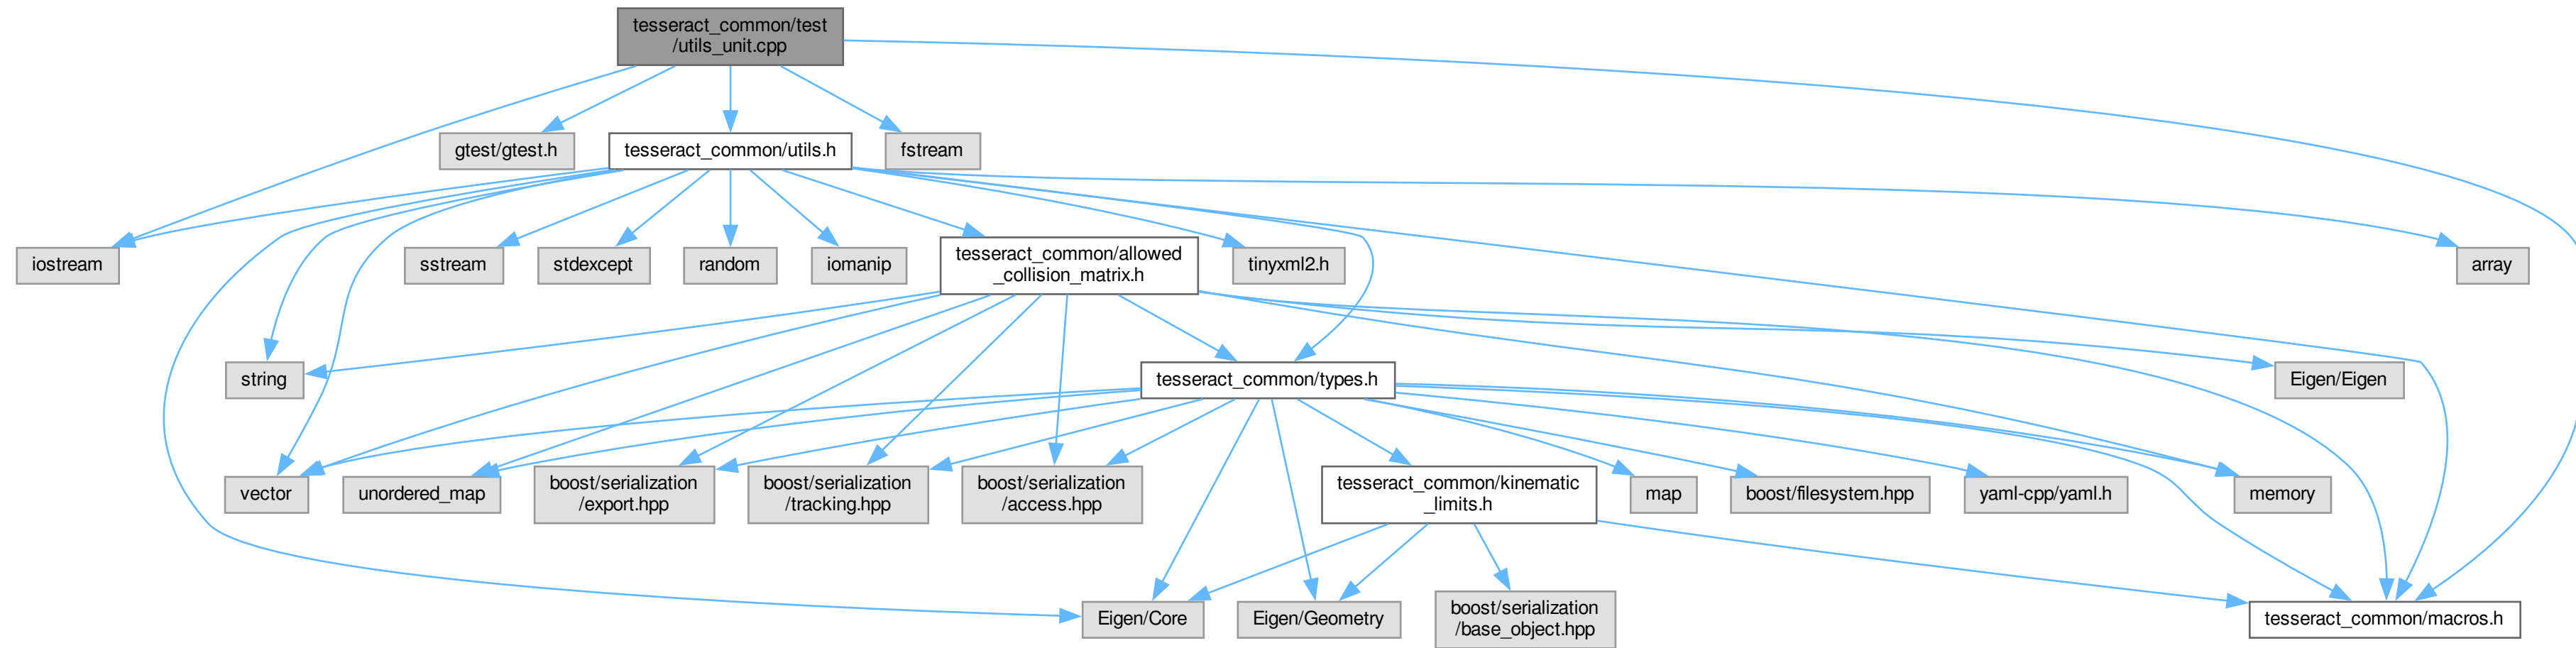 tesseract_common/test
/utils_unit.cpp
gtest/gtest.h
tesseract_common/utils.h
fstream
iostream
sstream
stdexcept
random
iomanip
tesseract_common/allowed
_collision_matrix.h
tinyxml2.h
array
string
tesseract_common/types.h
Eigen/Eigen
vector
unordered_map
boost/serialization
/export.hpp
boost/serialization
/tracking.hpp
boost/serialization
/access.hpp
tesseract_common/kinematic
_limits.h
map
boost/filesystem.hpp
yaml-cpp/yaml.h
memory
Eigen/Core
Eigen/Geometry
boost/serialization
/base_object.hpp
tesseract_common/macros.h